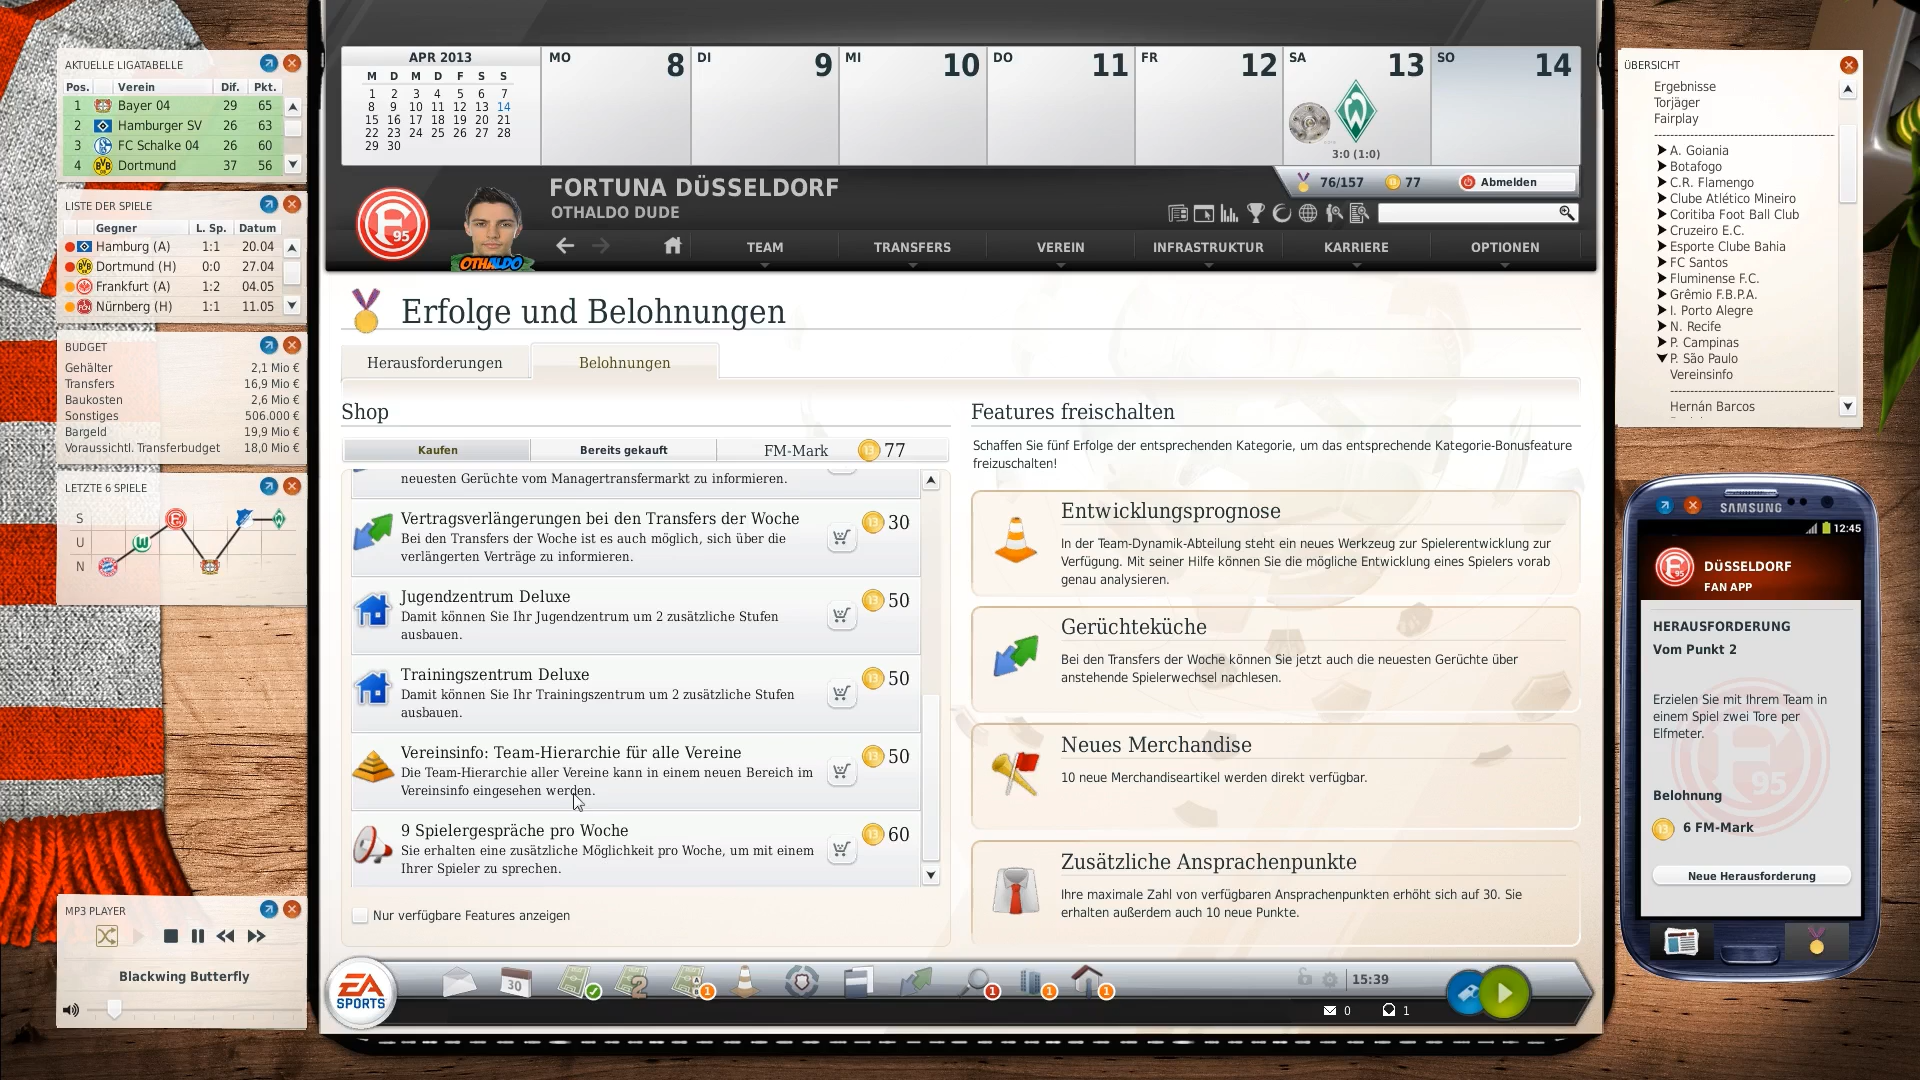 AKTUELLE LIGATABELLE
Pos. Verein Dif. Pkt.
1 Bayer 04 29 65
2 Hamburger SV 26 63
3 FC Schalke 04 26 60
4 Dortmund 37 56
LISTE DER SPIELE
Gegner L. Sp. Datum
Hamburg (A) 1:1 20.04
Dortmund (H) 0:0 27.04
Frankfurt (A) 1:2 04.05
Nürnberg (H) 1:1 11.05
BUDGET
Gehälter 2,1 Mio €
Transfers 16,9 Mio €
Baukosten 2,6 Mio €
Sonstiges 506.000 €
Bargeld 19,9 Mio €
Voraussichtl. Transferbudget 18,0 Mio €
LETZTE 6 SPIELE
S
U
N
MP3 PLAYER
Blackwing Butterfly
APR 2013
M D M D F S S
1 2 3 4 5 6 7
8 9 10 11 12 13 14
15 16 17 18 19 20 21
22 23 24 25 26 27 28
29 30
MO 8 DI 9 MI 10 DO 11 FR 12 SA 13 SO 14
3:0 (1:0)
FORTUNA DÜSSELDORF
OTHALDO DUDE
F 95
OTHALDO
76/157 77 Abmelden
TEAM TRANSFERS VEREIN INFRASTRUKTUR KARRIERE OPTIONEN
Erfolge und Belohnungen
Herausforderungen Belohnungen
Shop
Kaufen Bereits gekauft FM-Mark 13 77
neuesten Gerüchte vom Managertransfermarkt zu informieren.
Vertragsverlängerungen bei den Transfers der Woche 13 30
Bei den Transfers der Woche ist es auch möglich, sich über die
verlängerten Verträge zu informieren.
Jugendzentrum Deluxe 13 50
Damit können Sie Ihr Jugendzentrum um 2 zusätzliche Stufen
ausbauen.
Trainingszentrum Deluxe 13 50
Damit können Sie Ihr Trainingszentrum um 2 zusätzliche Stufen
ausbauen.
Vereinsinfo: Team-Hierarchie für alle Vereine 13 50
Die Team-Hierarchie aller Vereine kann in einem neuen Bereich im
Vereinsinfo eingesehen werden.
9 Spielergespräche pro Woche 13 60
Sie erhalten eine zusätzliche Möglichkeit pro Woche, um mit einem
Ihrer Spieler zu sprechen.
Nur verfügbare Features anzeigen
Features freischalten
Schaffen Sie fünf Erfolge der entsprechenden Kategorie, um das entsprechende Kategorie-Bonusfeature
freizuschalten!
Entwicklungsprognose
In der Team-Dynamik-Abteilung steht ein neues Werkzeug zur Spielerentwicklung zur
Verfügung. Mit seiner Hilfe können Sie die mögliche Entwicklung eines Spielers vorab
genau analysieren.
Gerüchteküche
Bei den Transfers der Woche können Sie jetzt auch die neuesten Gerüchte über
anstehende Spielerwechsel nachlesen.
Neues Merchandise
10 neue Merchandiseartikel werden direkt verfügbar.
Zusätzliche Ansprachenpunkte
Ihre maximale Zahl von verfügbaren Ansprachenpunkten erhöht sich auf 30. Sie
erhalten außerdem auch 10 neue Punkte.
EA
SPORTS
30 2 1 1 1 1 15:39
0 1
ÜBERSICHT
Ergebnisse
Torjäger
Fairplay
A. Goiania
Botafogo
C.R. Flamengo
Clube Atlético Mineiro
Coritiba Foot Ball Club
Cruzeiro E.C.
Esporte Clube Bahia
FC Santos
Fluminense F.C.
Grêmio F.B.P.A.
I. Porto Alegre
N. Recife
P. Campinas
P. São Paulo
Vereinsinfo
Hernán Barcos
SAMSUNG
12:45
DÜSSELDORF
FAN APP
HERAUSFORDERUNG
Vom Punkt 2
Erzielen Sie mit Ihrem Team in
einem Spiel zwei Tore per
Elfmeter.
Belohnung
13 6 FM-Mark
Neue Herausforderung